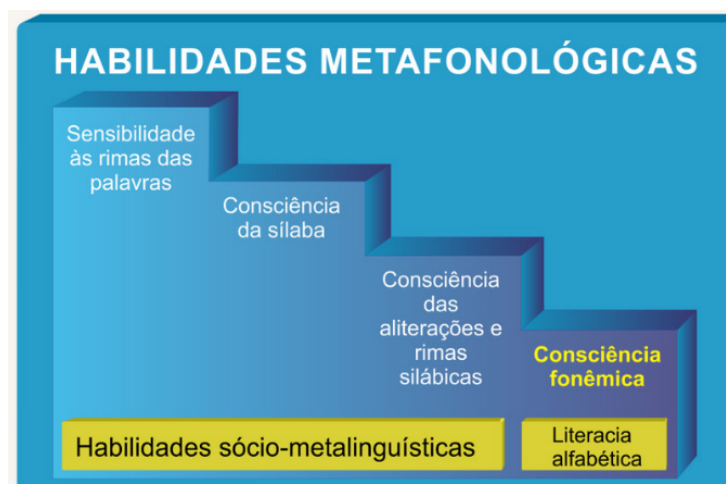 HABILIDADES METAFONOLÓGICAS
Sensibilidade
às rimas das
palavras
Consciência
da sílaba
Consciência
das
aliterações e
rimas
silábicas
Consciência
fonêmica
Habilidades sócio-metalinguísticas
Literacia
alfabética